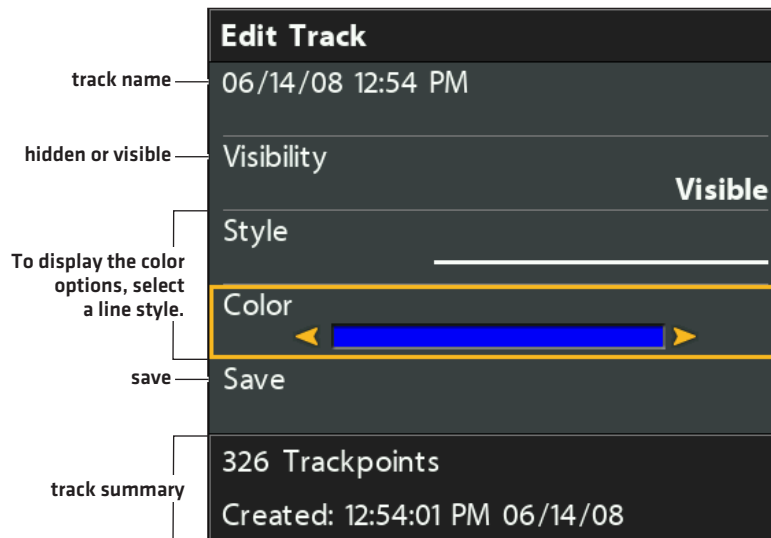 Edit Track
track name
06/14/08 12:54 PM
hidden or visible
Visibility
Visible
To display the color
options, select
a line style.
Style
Color
save
Save
track summary
326 Trackpoints
Created: 12:54:01 PM 06/14/08